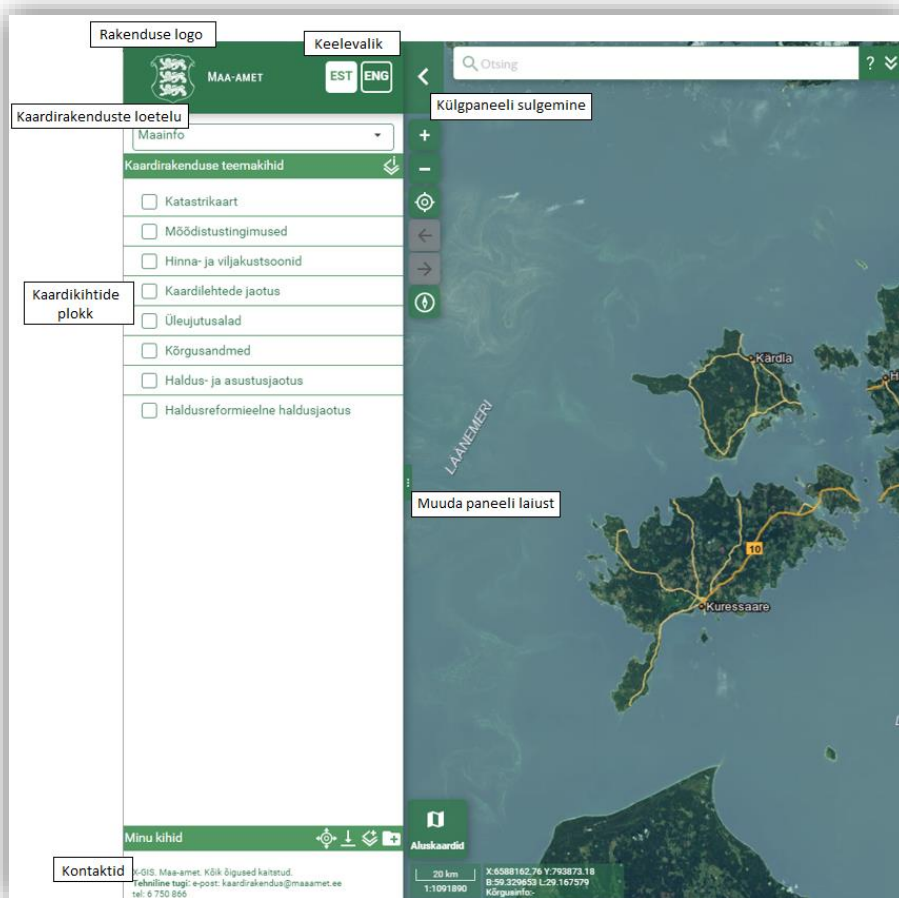 Rakenduse logo
Keelevalik
MAA-AMET
EST ENG
Otsing
?
Külgpaneeli sulgemine
Kaardirakenduste loetelu
Maainfo
Kaardirakenduse teemakihid
Katastrikaart
Mõõdistustingimused
Hinna- ja viljakustsoonid
Kaardikihtide
plokk
Kaardilehtede jaotus
Üleujutusalad
Kõrgusandmed
Haldus- ja asustusjaotus
Haldusreformieelne haldusjaotus
Kärdla
H
LÄÄNEMERI
Muuda paneeli laiust
10
Kuressaare
Minu kihid
Aluskaardid
Kontaktid
X-GIS. Maa-amet. Kõik õigused kaitstud.
Tehniline tugi: e-post: kaardirakendus@maaamet.ee
tel: 6 750 866
20 km
1:1091890
X:6588162.76 Y:793873.18
B:59.329653 L:29.167579
Kõrgusinfo:-